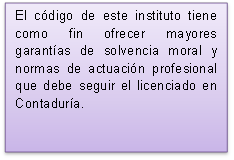 El código de este instituto tiene
como fin ofrecer mayores
garantías de solvencia moral y
normas de actuación profesional
que debe seguir el licenciado en
Contaduría.